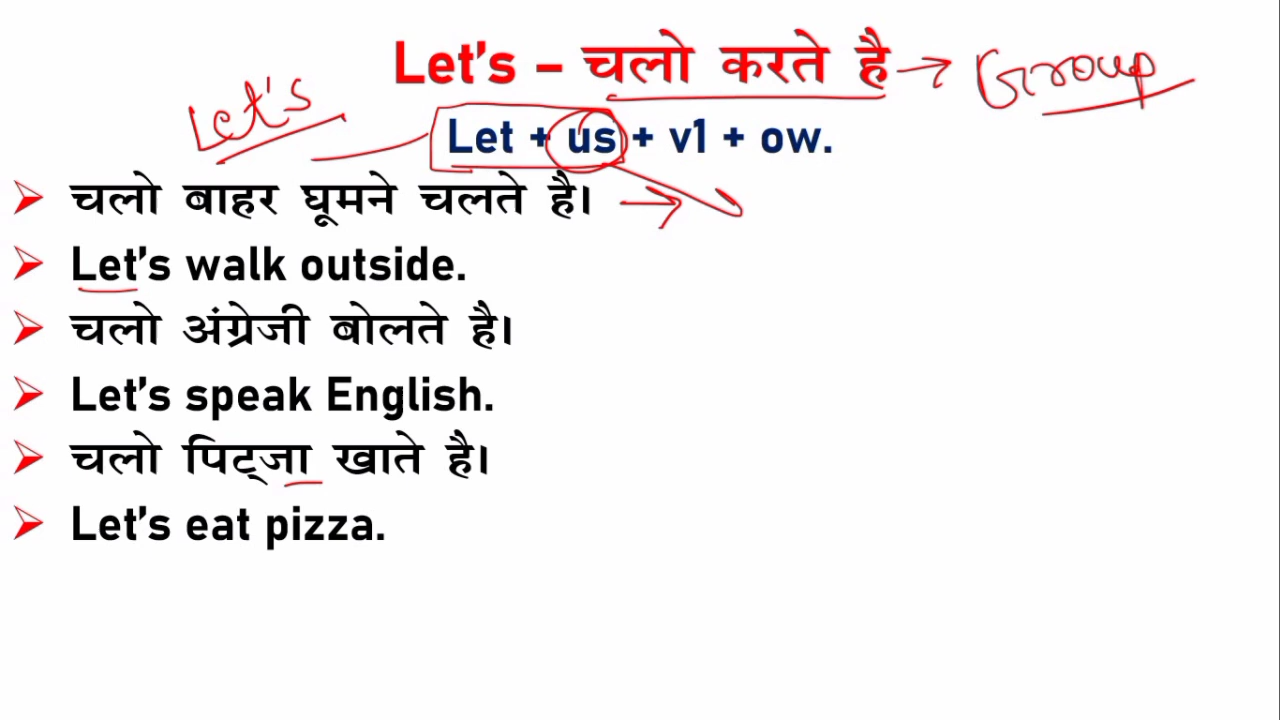 Let's – चलो करते है → Group
Let's
Let + us + v1 + ow.
चलो बाहर घूमने चलते है।
Let's walk outside.
चलो अंग्रेजी बोलते है।
Let's speak English.
चलो पिट्जा खाते है।
Let's eat pizza.